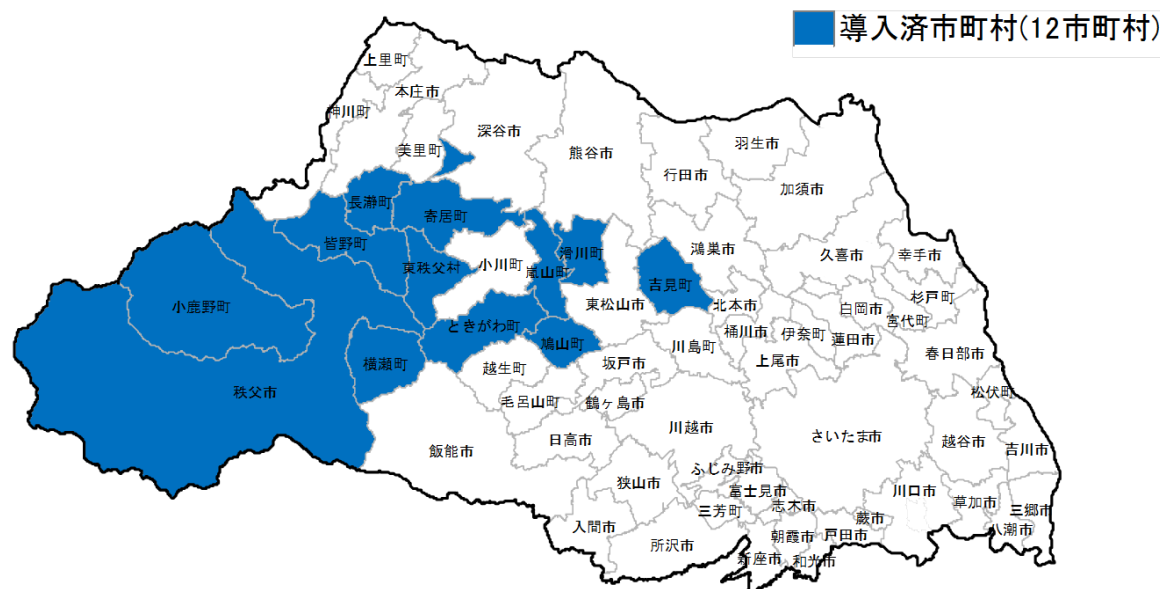 導入済市町村(12市町村)
上里町
本庄市
神川町
深谷市
美里町
熊谷市
羽生市
行田市
加須市
長瀞町
寄居町
皆野町
東秩父村
小川町
嵐山町
滑川町
吉見町
鴻巣市
久喜市
幸手市
小鹿野町
東松山市
北本市
白岡市
杉戸町
宮代町
ときがわ町
鳩山町
川島町
桶川市
伊奈町
蓮田市
上尾市
春日部市
横瀬町
越生町
坂戸市
秩父市
毛呂山町
鶴ヶ島市
松伏町
飯能市
日高市
川越市
さいたま市
越谷市
吉川市
ふじみ野市
狭山市
富士見市
川口市
三芳町
志木市
草加市
三郷市
入間市
所沢市
朝霞市
戸田市
蕨市
八潮市
新座市
和光市